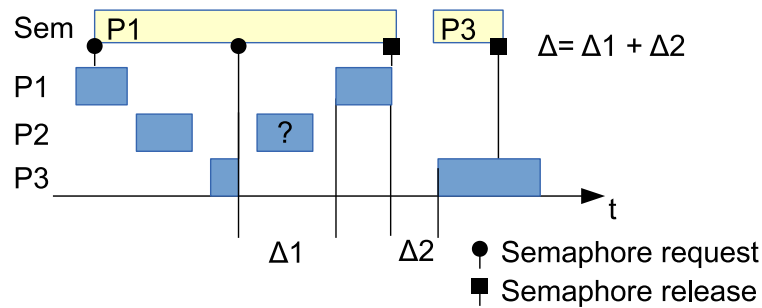 Sem P1 P3
Δ= Δ1 + Δ2
P1
P2 ?
P3
t
Δ1 Δ2
Semaphore request
Semaphore release